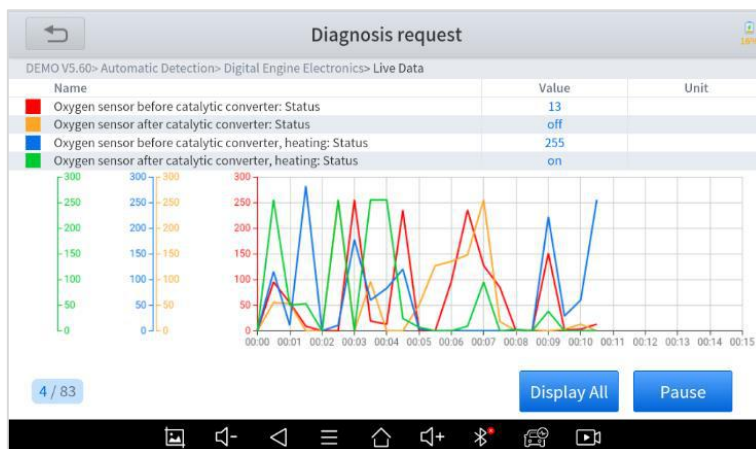 Diagnosis request
DEMO V5.60> Automatic Detection> Digital Engine Electronics> Live Data
Name Value Unit
Oxygen sensor before catalytic converter: Status 13
Oxygen sensor after catalytic converter: Status off
Oxygen sensor before catalytic converter, heating: Status 255
Oxygen sensor after catalytic converter, heating: Status on
300 300 300 300
250 250 250 250
200 200 200 200
150 150 150 150
100 100 100 100
50 50 50 50
0 0 0 0
00:00 00:01 00:02 00:03 00:04 00:05 00:06 00:07 00:08 00:09 00:10 00:11 00:12 00:13 00:14 00:15
4 / 83
Display All Pause